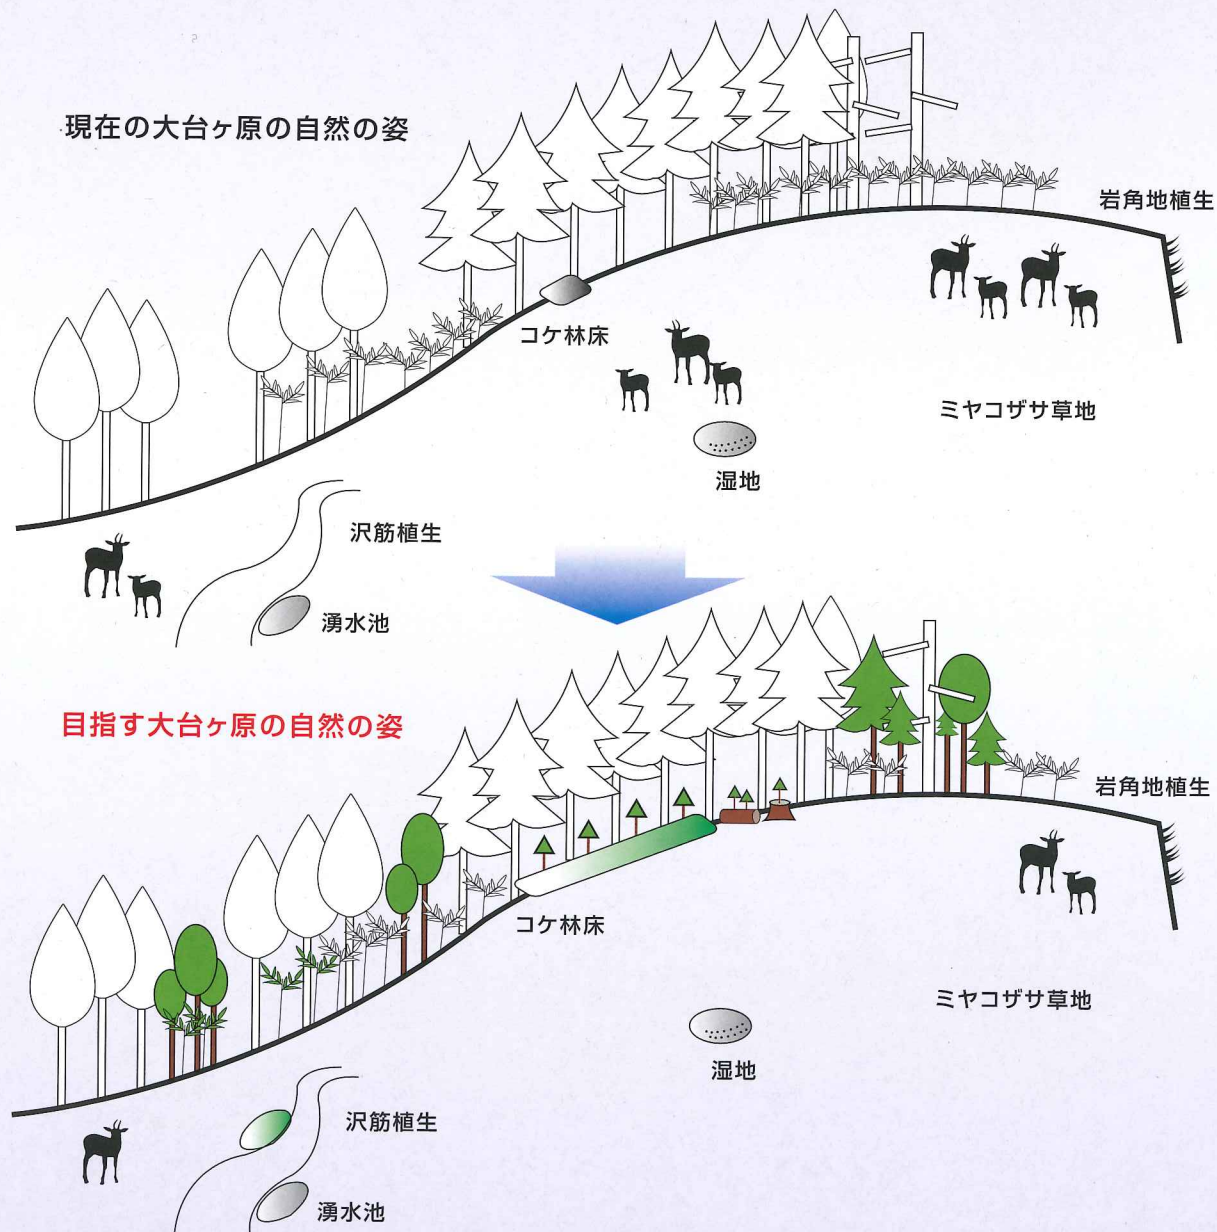 現在の大台ヶ原の自然の姿
岩角地植生
コケ林床
ミヤコザサ草地
湿地
沢筋植生
湧水池
目指す大台ヶ原の自然の姿
岩角地植生
コケ林床
ミヤコザサ草地
湿地
沢筋植生
湧水池